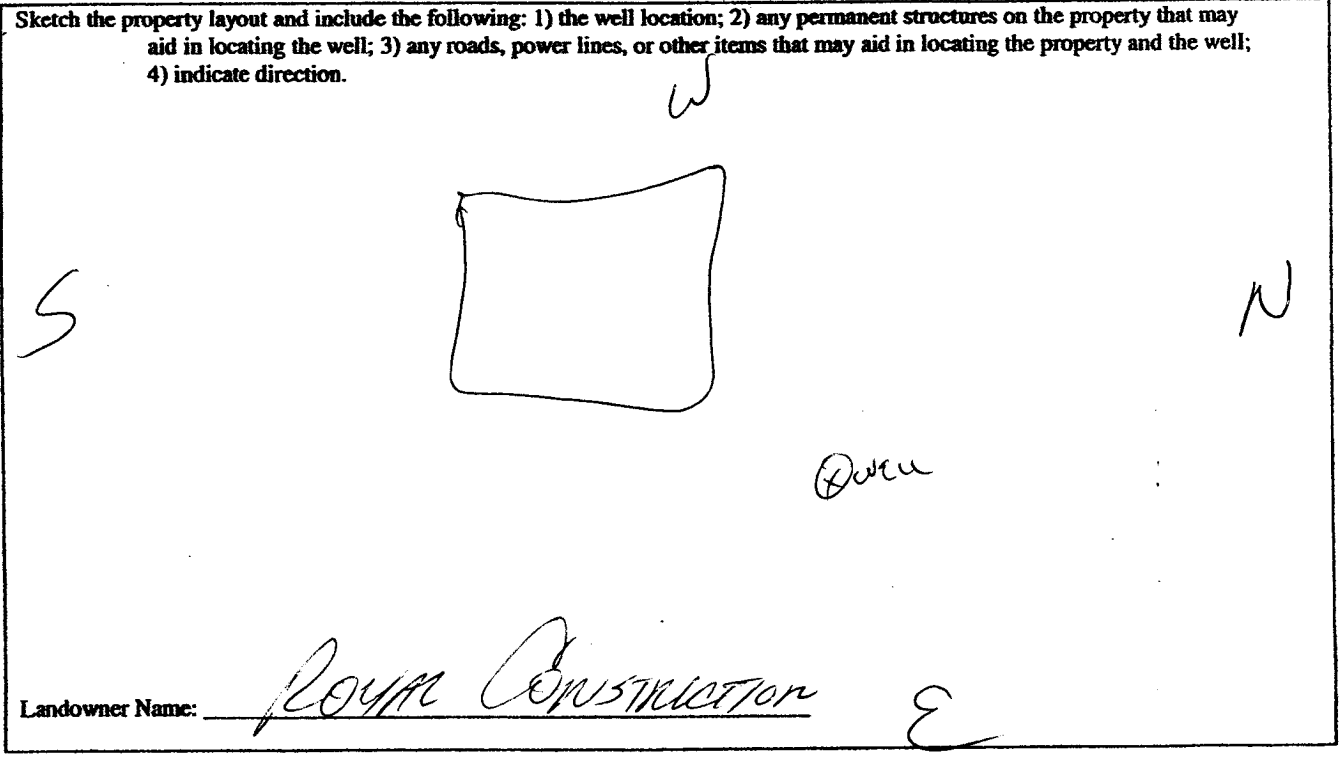 Sketch the property layout and include the following: 1) the well location; 2) any permanent structures on the property that may
aid in locating the well; 3) any roads, power lines, or other items that may aid in locating the property and the well;
4) indicate direction.
W
S
N
well
Landowner Name: Royal Construction
E